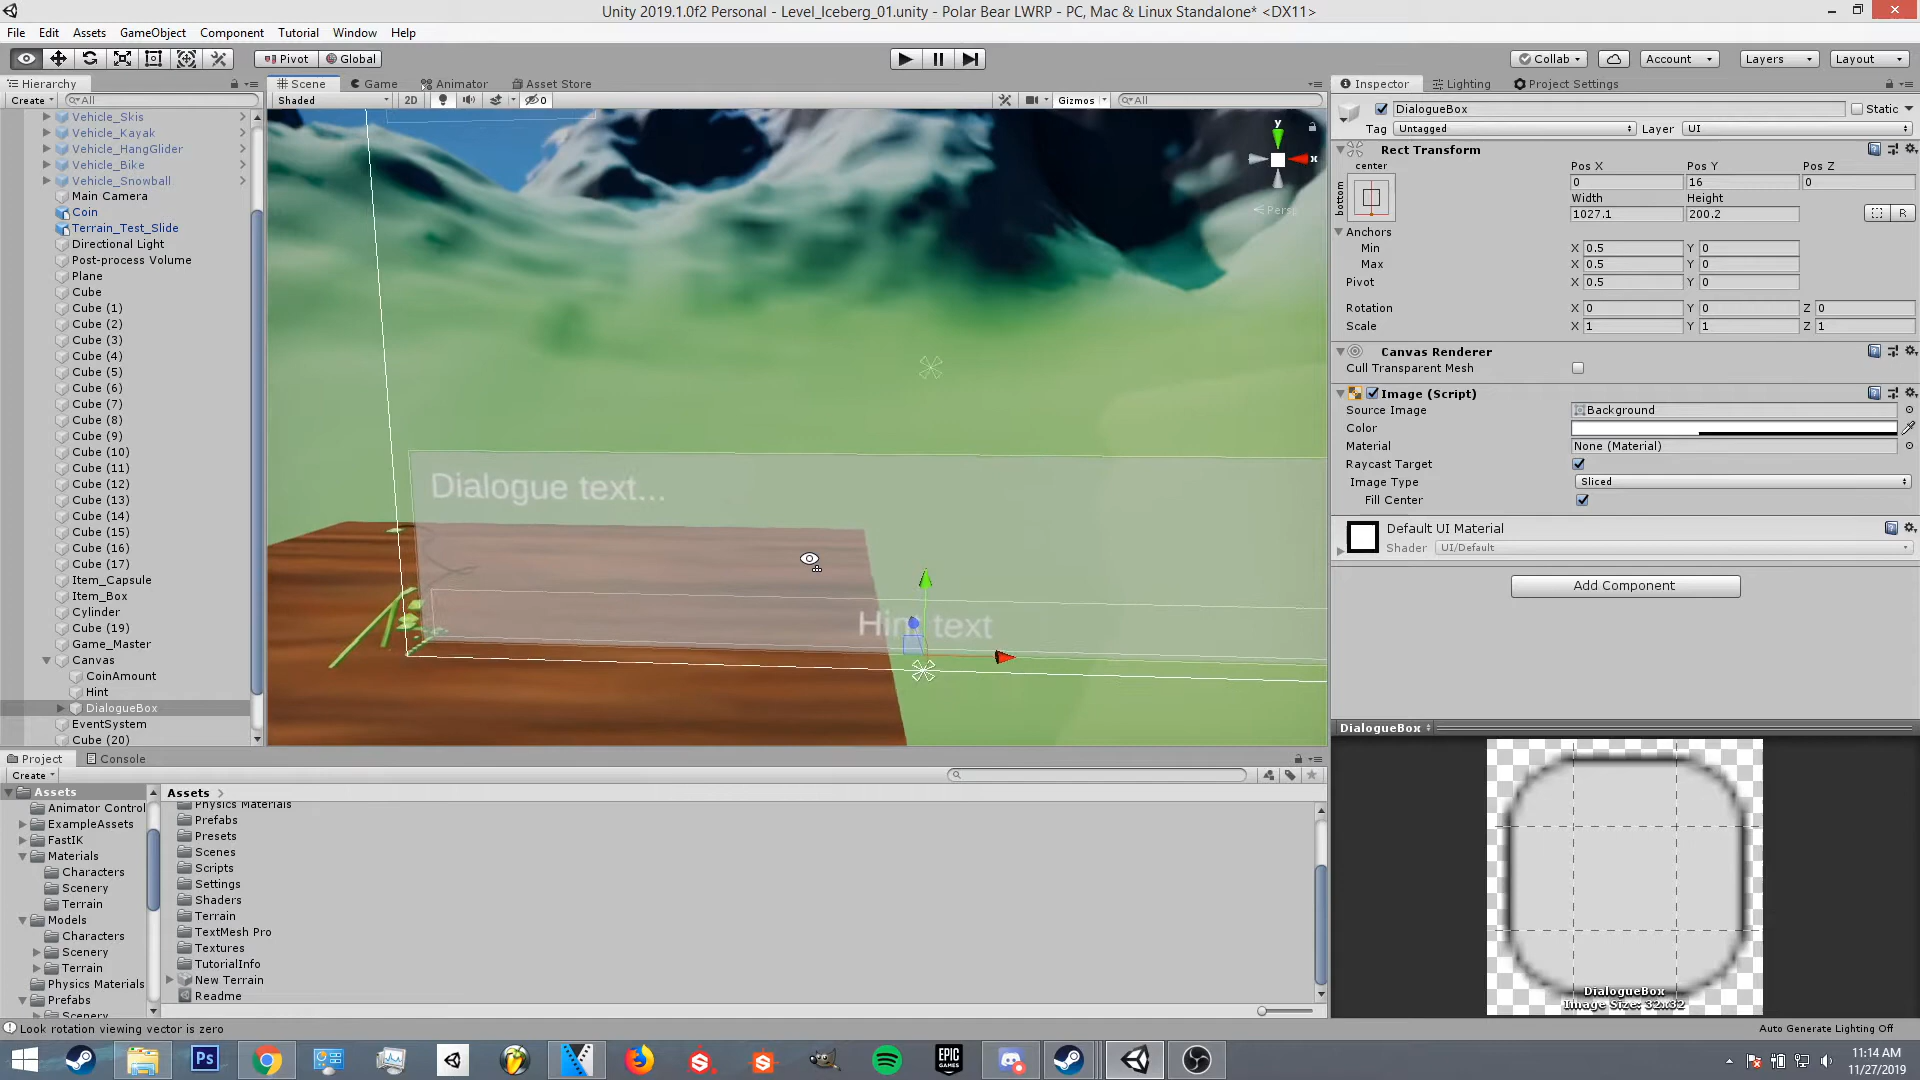 Unity 2019.1.0f2 Personal - Level_Iceberg_01.unity - Polar Bear LWRP - PC, Mac & Linux Standalone* <DX11>
File Edit Assets GameObject Component Tutorial Window Help
Pivot Global Collab Account Layers Layout
Hierarchy
Create All
Vehicle_Skis
Vehicle_Kayak
Vehicle_HangGlider
Vehicle_Bike
Vehicle_Snowball
Main Camera
Coin
Terrain_Test_Slide
Directional Light
Post-process Volume
Plane
Cube
Cube (1)
Cube (2)
Cube (3)
Cube (4)
Cube (5)
Cube (6)
Cube (7)
Cube (8)
Cube (9)
Cube (10)
Cube (11)
Cube (12)
Cube (13)
Cube (14)
Cube (15)
Cube (16)
Cube (17)
Item_Capsule
Item_Box
Cylinder
Cube (19)
Game_Master
Canvas
CoinAmount
Hint
DialogueBox
EventSystem
Cube (20)
Scene Game Animator Asset Store
Shaded 2D 0 Gizmos All
y
x
Persp
Dialogue text...
Hint text
Inspector Lighting Project Settings
DialogueBox Static
Tag Untagged Layer UI
Rect Transform
center Pos X Pos Y Pos Z
bottom 0 16 0
Width Height
1027.1 200.2 R
Anchors
Min X 0.5 Y 0
Max X 0.5 Y 0
Pivot X 0.5 Y 0
Rotation X 0 Y 0 Z 0
Scale X 1 Y 1 Z 1
Canvas Renderer
Cull Transparent Mesh
Image (Script)
Source Image Background
Color
Material None (Material)
Raycast Target
Image Type Sliced
Fill Center
Default UI Material
Shader UI/Default
Add Component
DialogueBox
DialogueBox
Image Size: 32x32
Project Console
Create
Assets
Animator Control
ExampleAssets
FastIK
Materials
Characters
Scenery
Terrain
Models
Characters
Scenery
Terrain
Physics Materials
Prefabs
Scenery
Assets
Physics Materials
Prefabs
Presets
Scenes
Scripts
Settings
Shaders
Terrain
TextMesh Pro
Textures
TutorialInfo
New Terrain
Readme
Look rotation viewing vector is zero
Auto Generate Lighting Off
Ps
EPIC GAMES
11:14 AM
11/27/2019